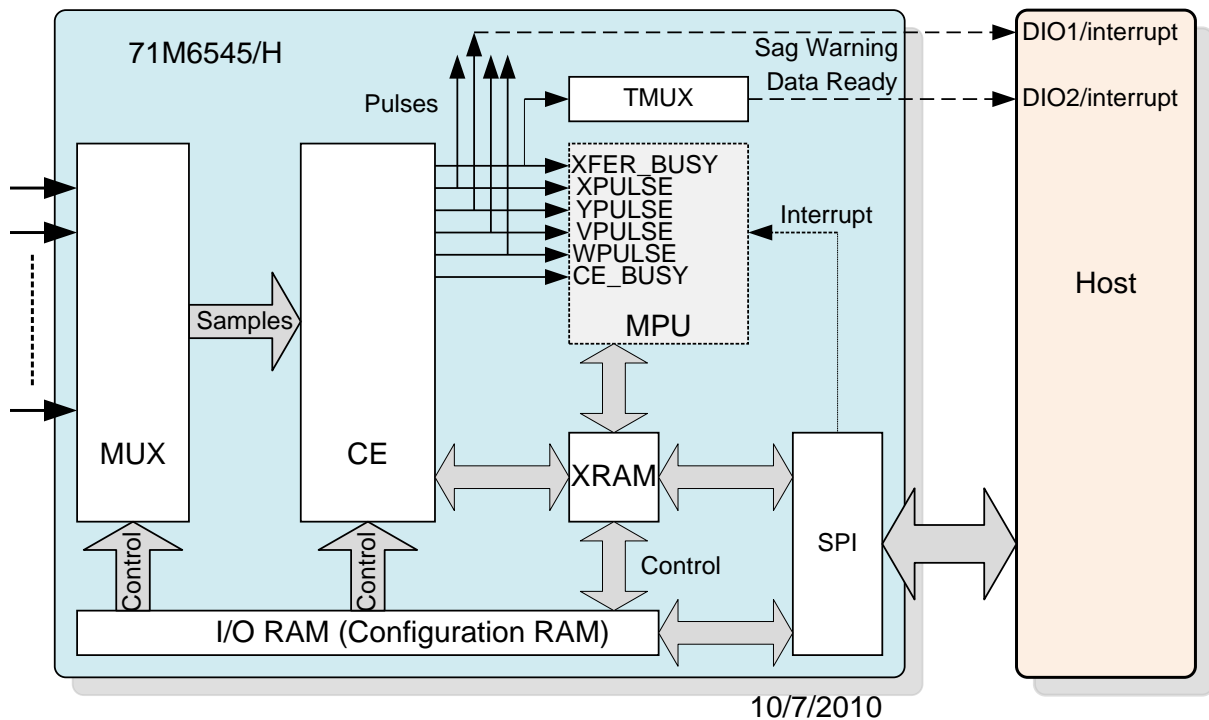 71M6545/H
Sag Warning
DIO1/interrupt
Pulses
TMUX
Data Ready
DIO2/interrupt
XFER_BUSY
XPULSE
YPULSE
VPULSE
WPULSE
CE_BUSY
Interrupt
MPU
Host
Samples
MUX
CE
XRAM
SPI
Control
Control
Control
I/O RAM (Configuration RAM)
10/7/2010